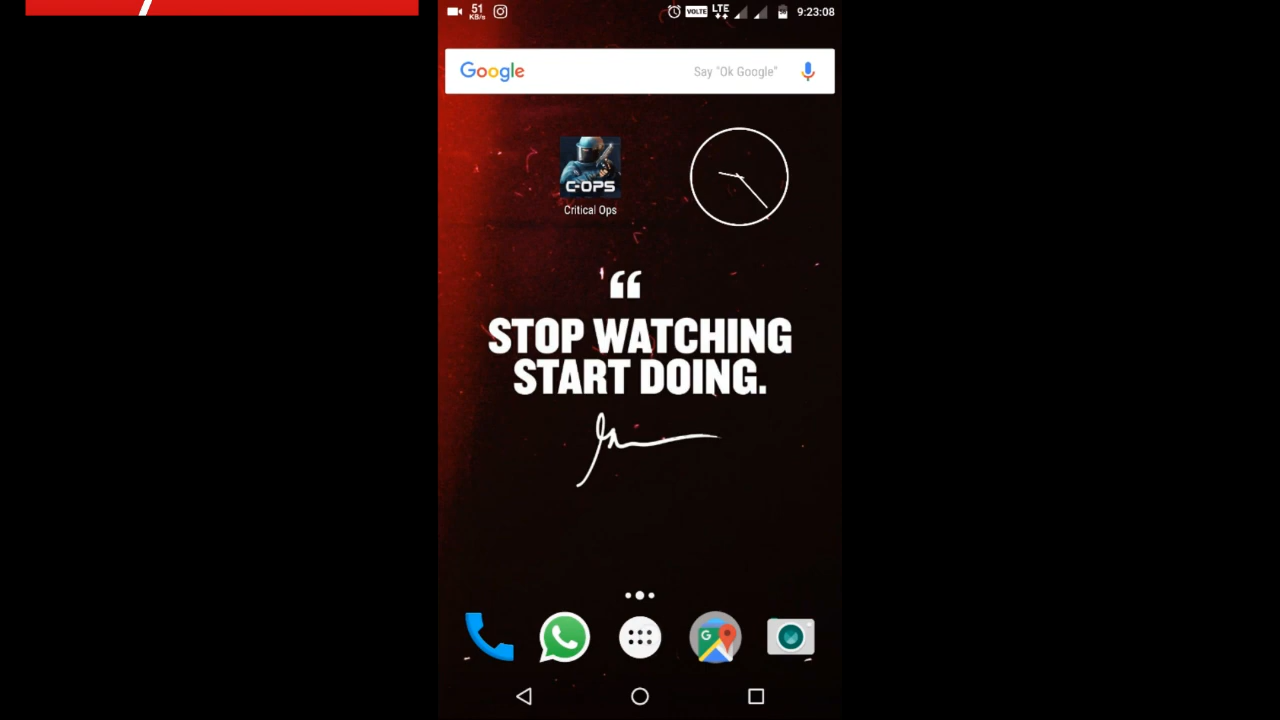 51
KB/s
VOLTE
LTE
9:23:08
Google
Say "Ok Google"
C-OPS
Critical Ops
“
STOP WATCHING
START DOING.
G